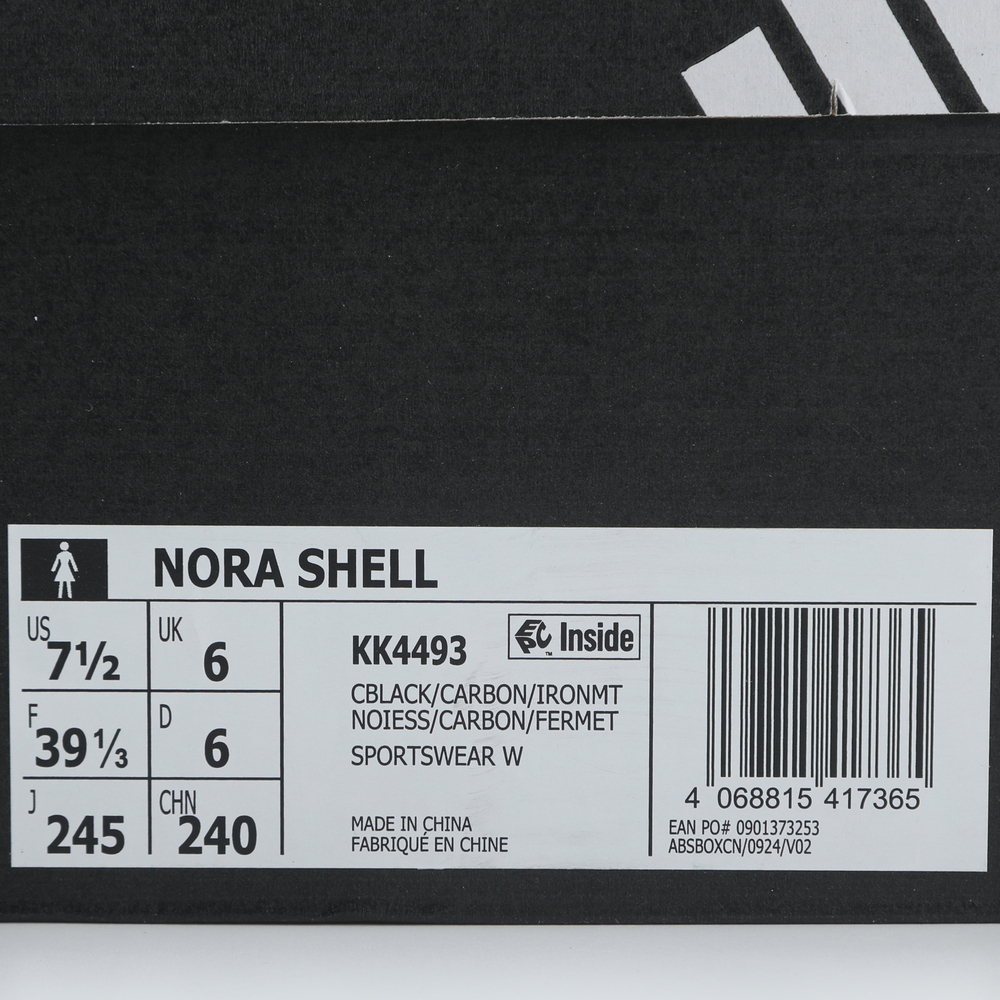 NORA SHELL
US 7½
UK 6
F 39⅓
D 6
J 245
CHN 240
KK4493
EPC™ Inside
CBLACK/CARBON/IRONMT
NOIESS/CARBON/FERMET
SPORTSWEAR W
MADE IN CHINA
FABRIQUÉ EN CHINE
4 068815 417365
EAN PO# 0901373253
ABSBOXCN/0924/V02